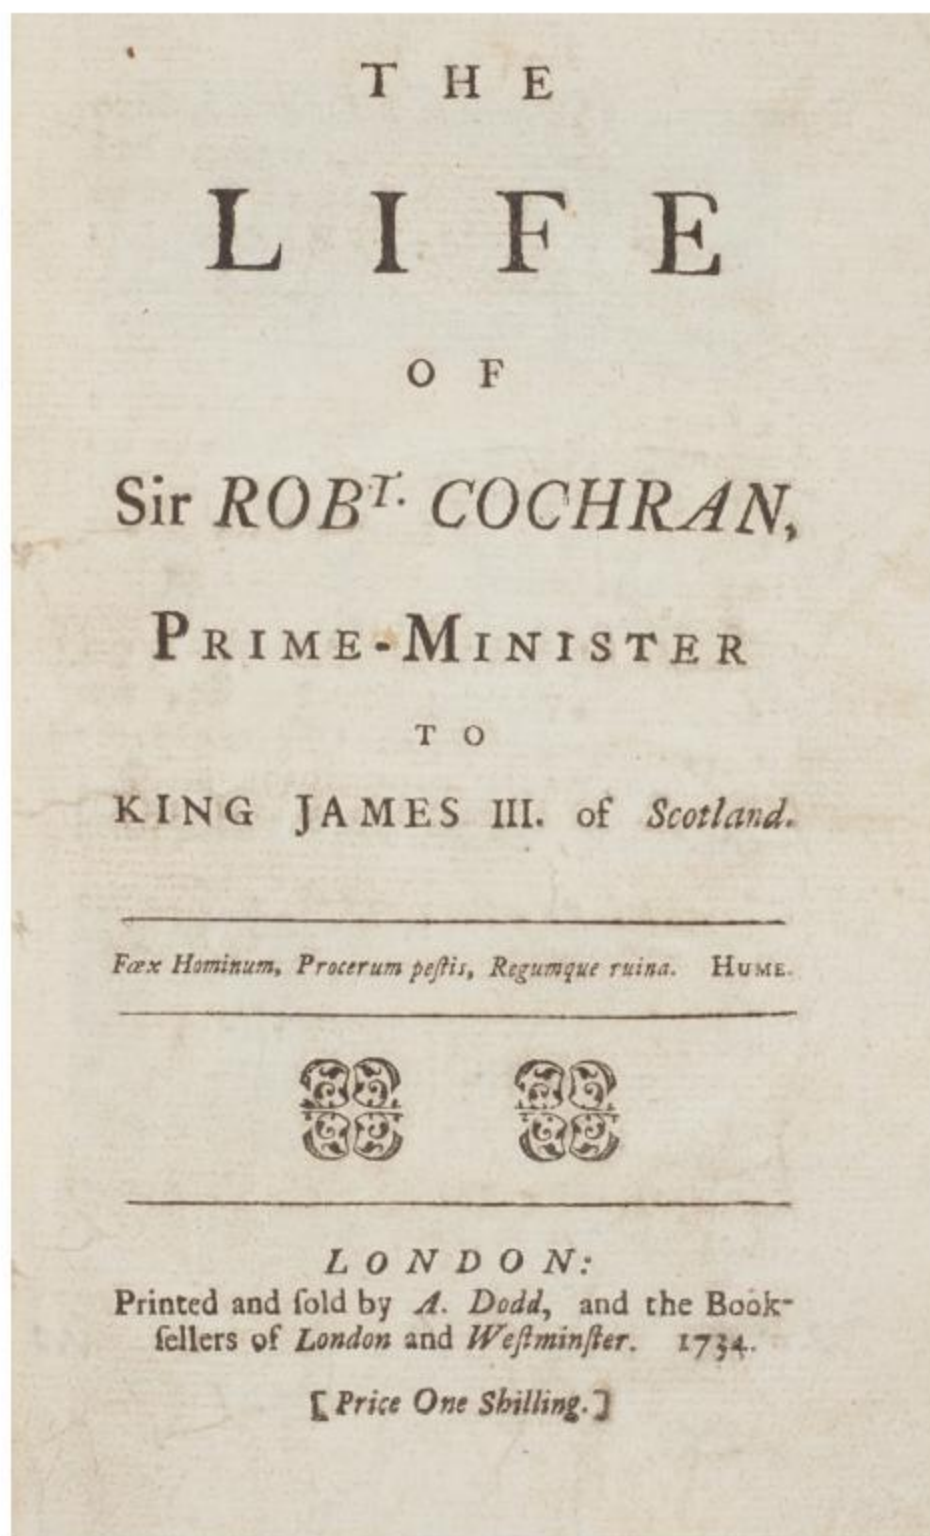 THE
LIFE
OF
Sir ROBT. COCHRAN,
PRIME-MINISTER
TO
KING JAMES III. of Scotland.
Fœx Hominum, Procerum peſtis, Regumque ruina. HUME.
LONDON:
Printed and ſold by A. Dodd, and the Book-
ſellers of London and Weſtminſter. 1734.
[Price One Shilling.]